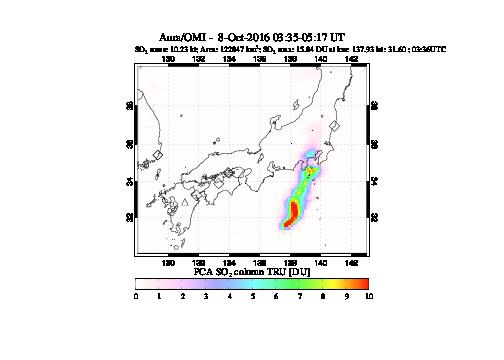 Aura/OMI - 8-Oct-2016 03:35-05:17 UT
SO2 mass: 10.23 kt; Area: 122847 km2; SO2 max: 15.84 DU at lon: 137.93 lat: 31.60 ; 03:36UTC
130 132 134 136 138 140 142
38 38
36 36
34 34
32 32
130 132 134 136 138 140 142
PCA SO2 column TRU [DU]
0 1 2 3 4 5 6 7 8 9 10